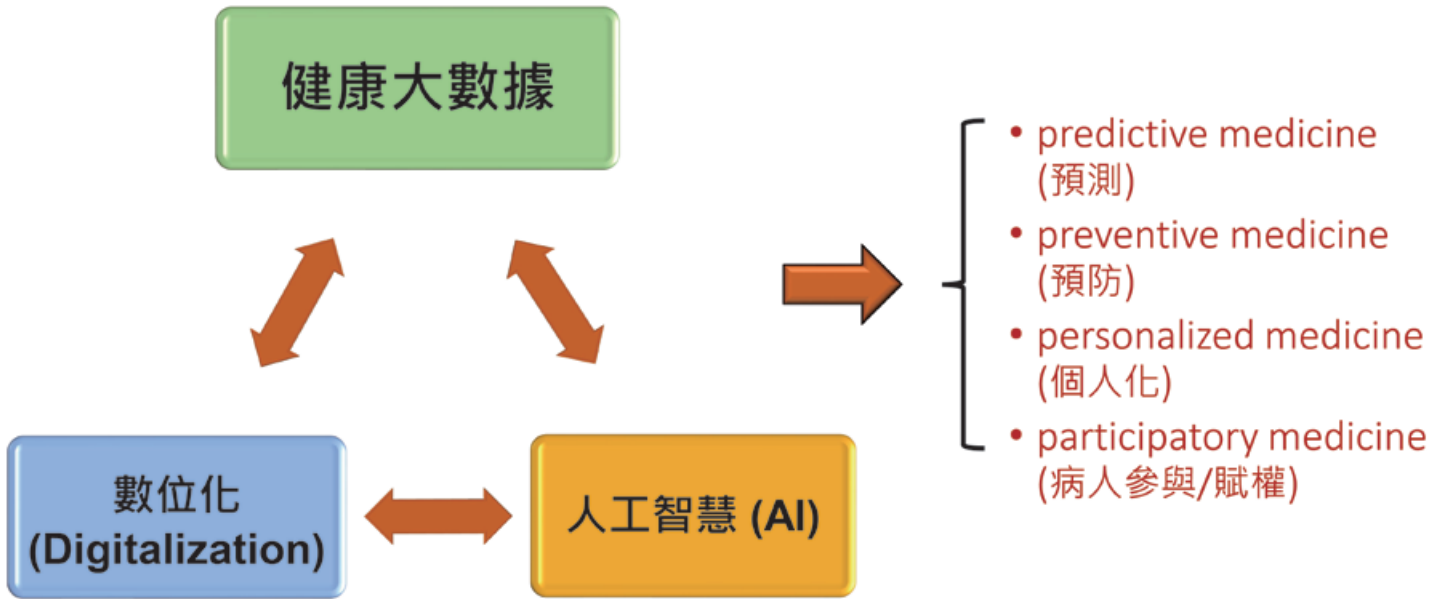 健康大數據
數位化
(Digitalization)
人工智慧 (AI)
• predictive medicine
(預測)
• preventive medicine
(預防)
• personalized medicine
(個人化)
• participatory medicine
(病人參與/賦權)